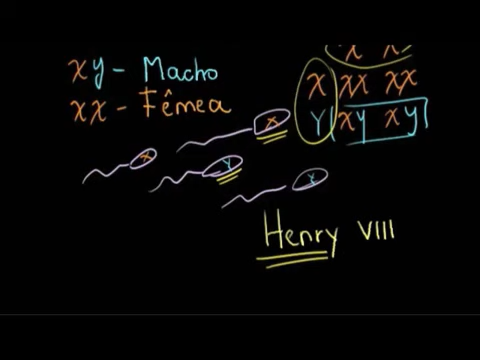 X X
xy - Macho
X XX XX
xx - Fêmea
Y XY XY
X
X
Y
Y
Henry VIII